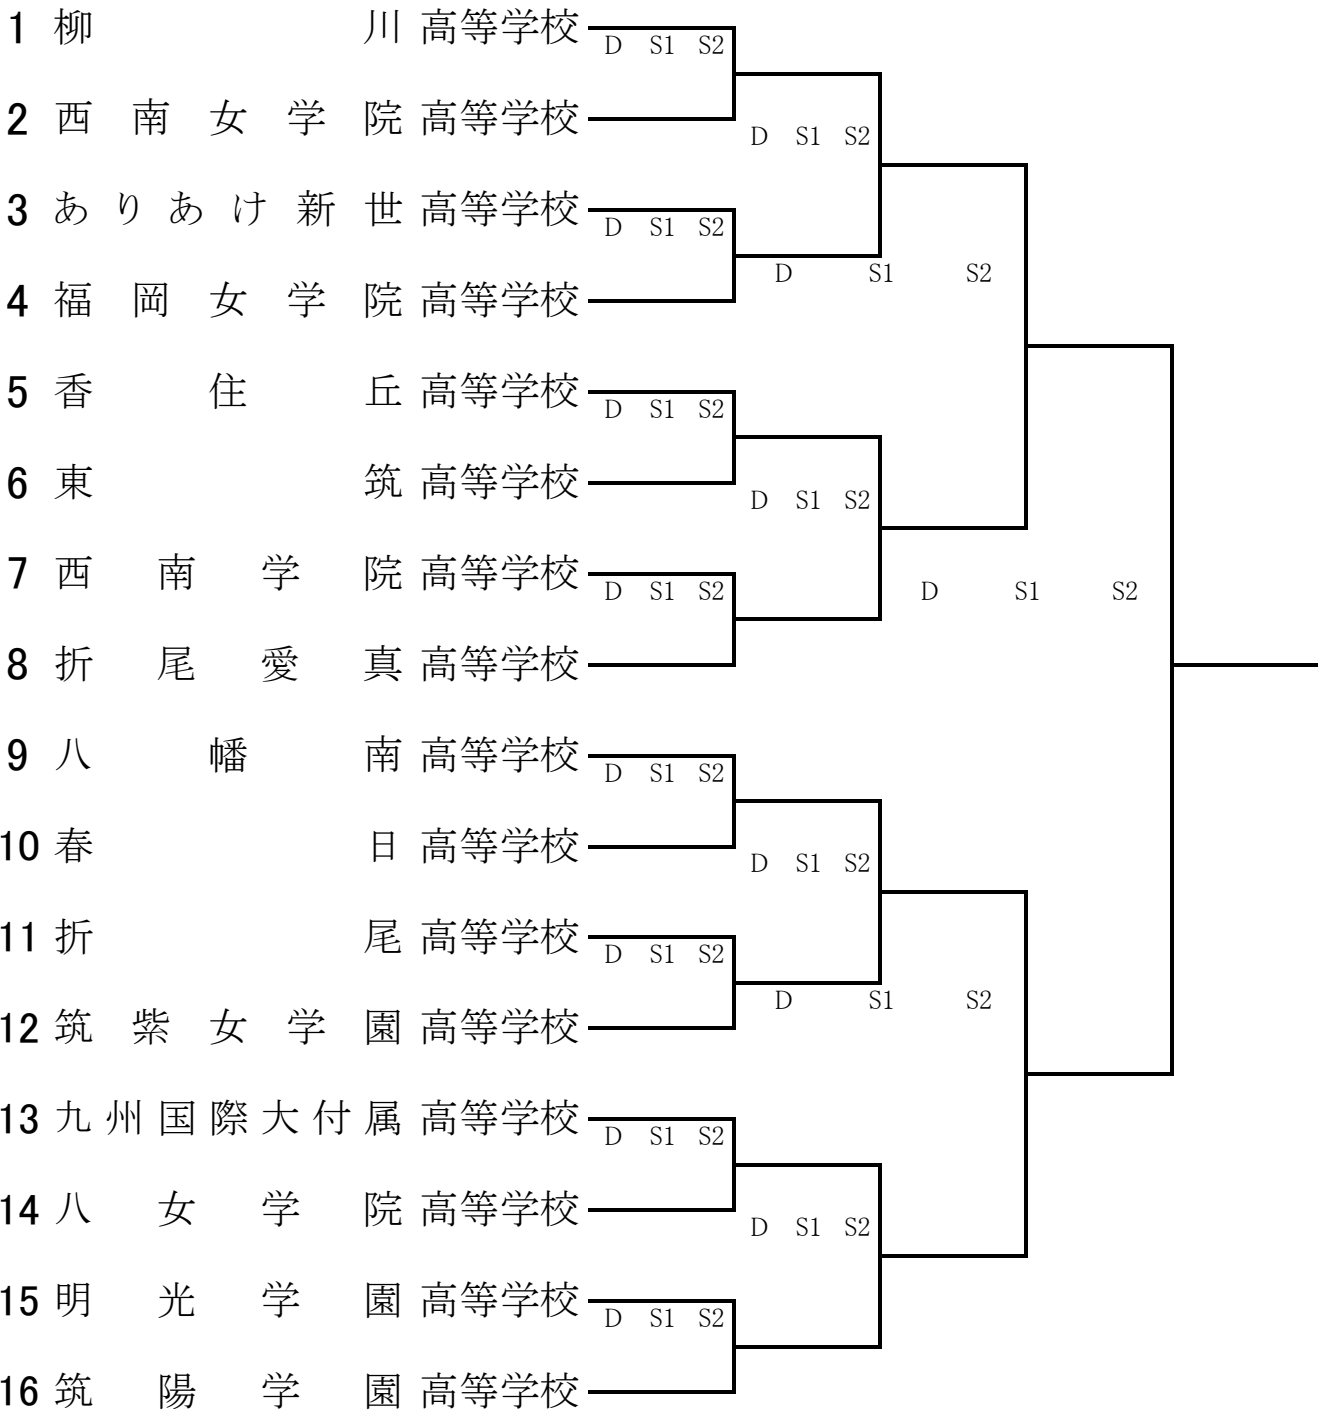 1 柳川 高等学校
D S1 S2
2 西南女学院 高等学校
D S1 S2
3 ありあけ新世 高等学校
D S1 S2
D S1 S2
4 福岡女学院 高等学校
5 香住丘 高等学校
D S1 S2
6 東筑 高等学校
D S1 S2
7 西南学院 高等学校
D S1 S2
D S1 S2
8 折尾愛真 高等学校
9 八幡南 高等学校
D S1 S2
10 春日 高等学校
D S1 S2
11 折尾 高等学校
D S1 S2
D S1 S2
12 筑紫女学園 高等学校
13 九州国際大付属 高等学校
D S1 S2
14 八女学院 高等学校
D S1 S2
15 明光学園 高等学校
D S1 S2
16 筑陽学園 高等学校